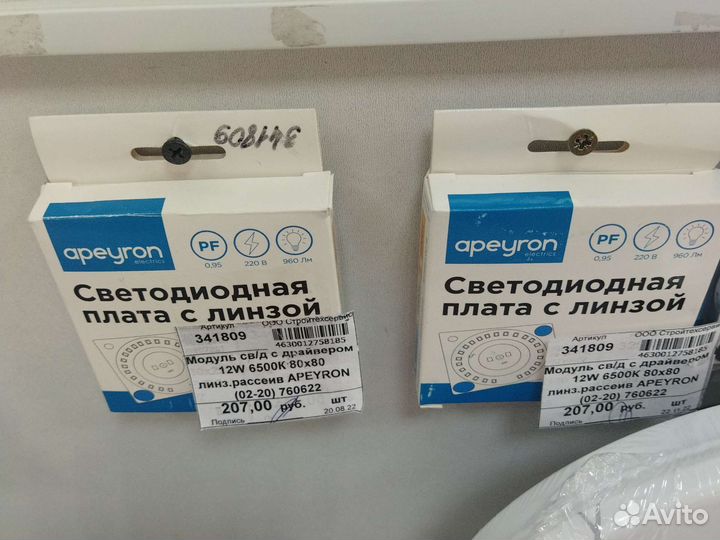 341809
apeyron
electrics
PF
0,95
220 В
960 Лм
Светодиодная
плата с линзой
Артикул
ООО Стройтехсервис
341809
4630012758185
Модуль св/д с драйвером
12W 6500K 80x80
линз.рассеив APEYRON
(02-20) 760622
207,00 руб.
шт
Подпись
20.08.22
apeyron
electrics
PF
0,95
220 В
960 Лм
Светодиодная
плата с линзой
Артикул
ООО Стройтехсервис
341809
4630012758185
Модуль св/д с драйвером
12W 6500K 80x80
линз.рассеив APEYRON
(02-20) 760622
207,00 руб.
шт
Подпись
Avito